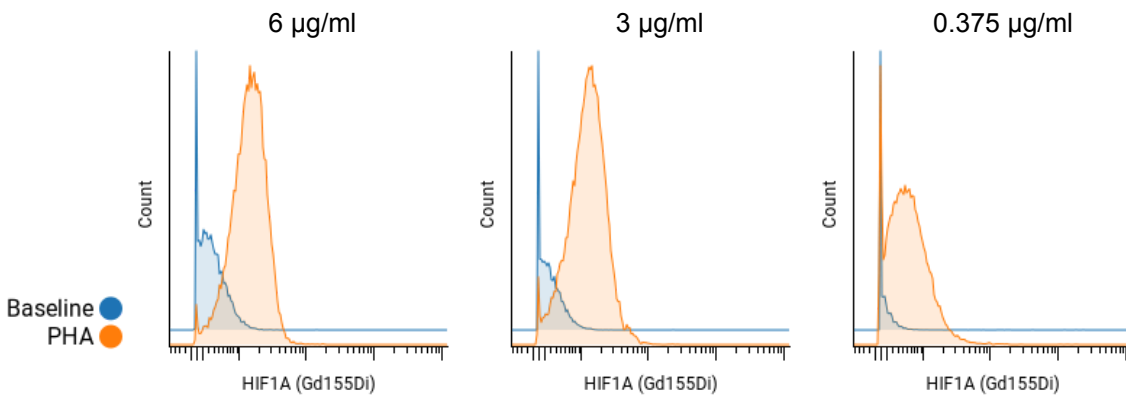 6 µg/ml
3 µg/ml
0.375 µg/ml
Count
Count
Count
Baseline
PHA
HIF1A (Gd155Di)
HIF1A (Gd155Di)
HIF1A (Gd155Di)